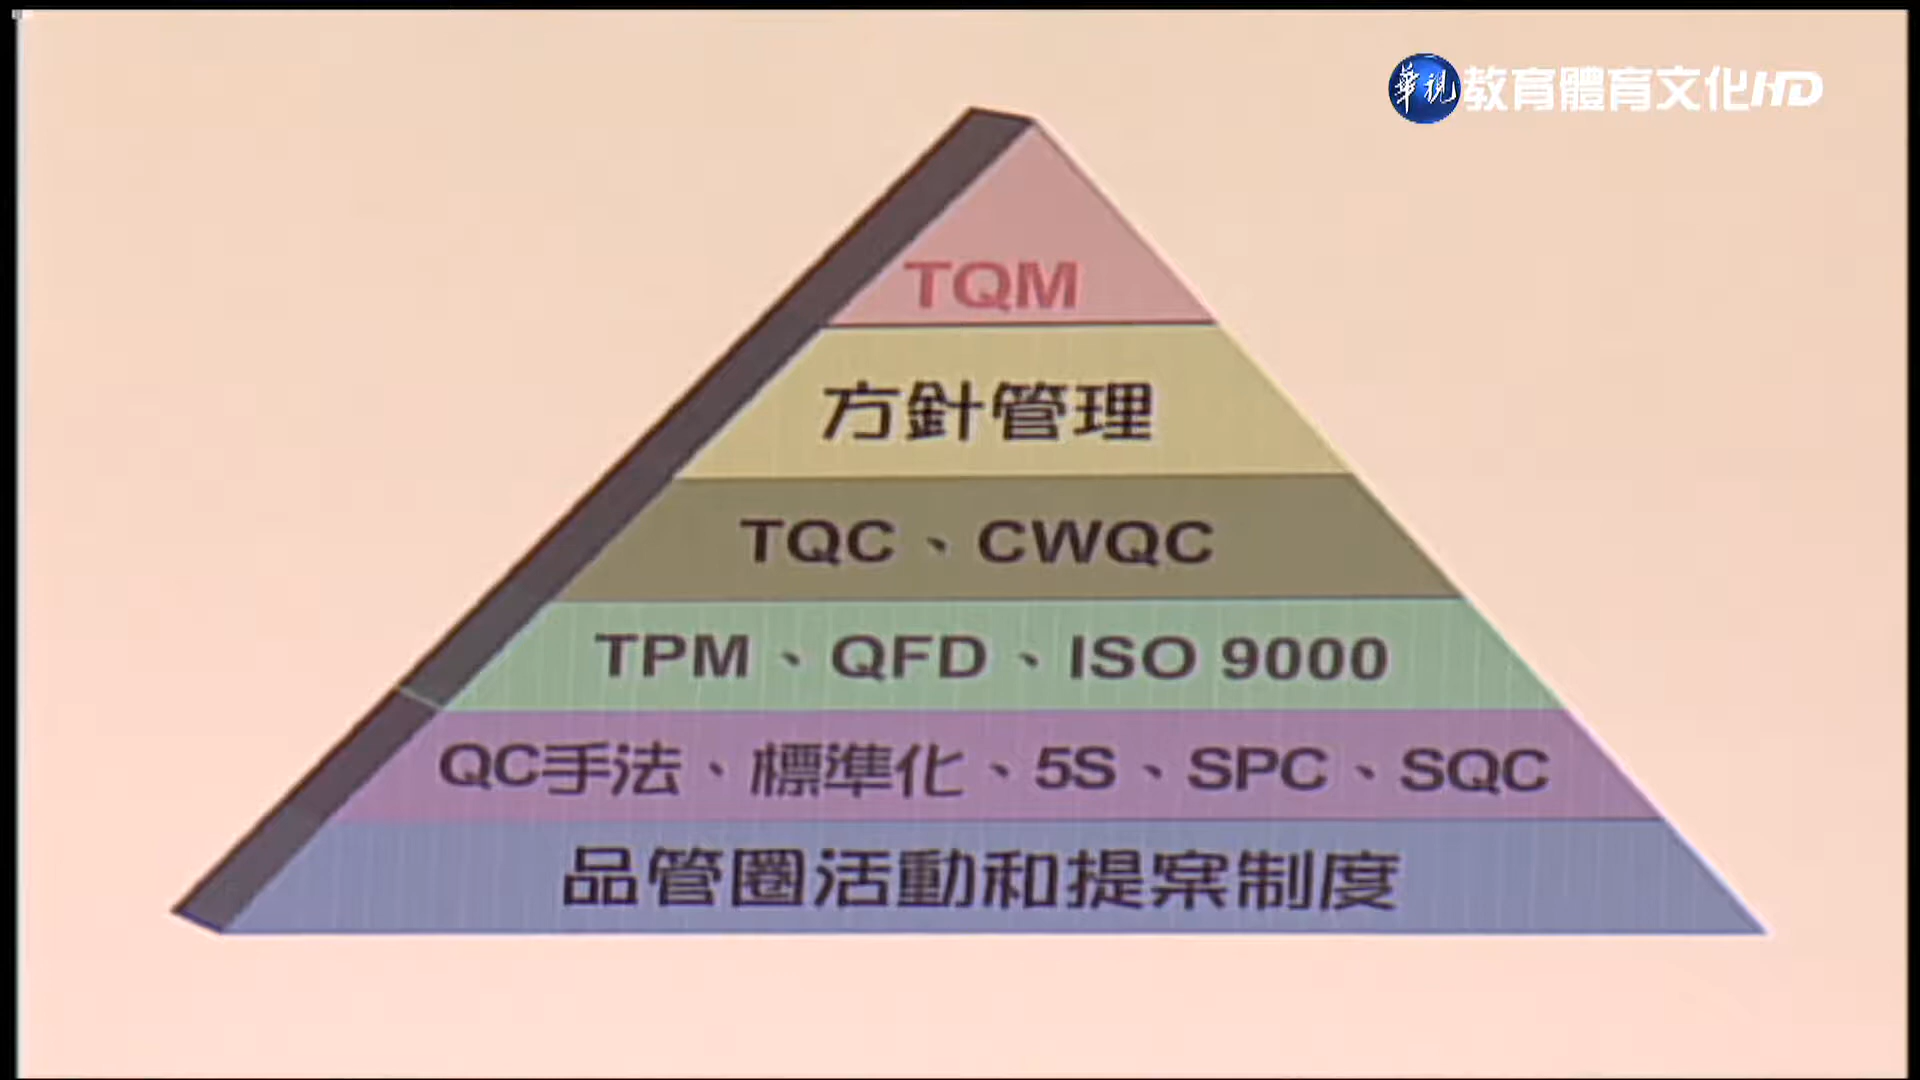 華視 教育體育文化HD
TQM
方針管理
TQC、CWQC
TPM、QFD、ISO 9000
QC手法、標準化、5S、SPC、SQC
品管圈活動和提案制度